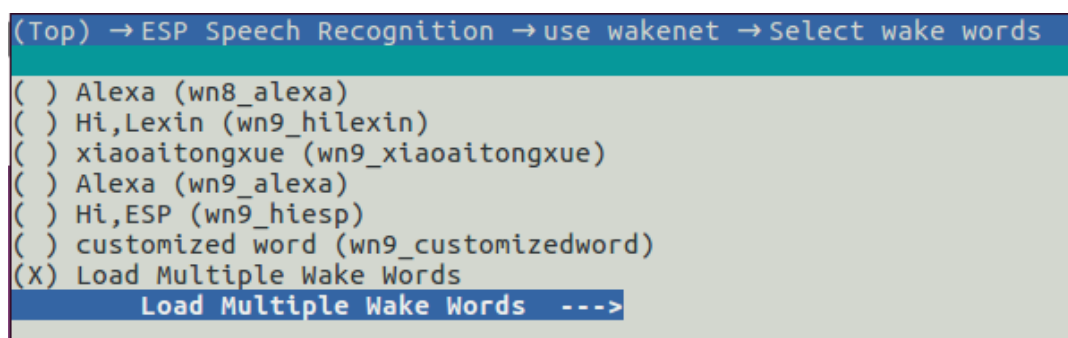 (Top) → ESP Speech Recognition → use wakenet → Select wake words
( ) Alexa (wn8_alexa)
( ) Hi,Lexin (wn9_hilexin)
( ) xiaoaitongxue (wn9_xiaoaitongxue)
( ) Alexa (wn9_alexa)
( ) Hi,ESP (wn9_hiesp)
( ) customized word (wn9_customizedword)
(X) Load Multiple Wake Words
Load Multiple Wake Words --->